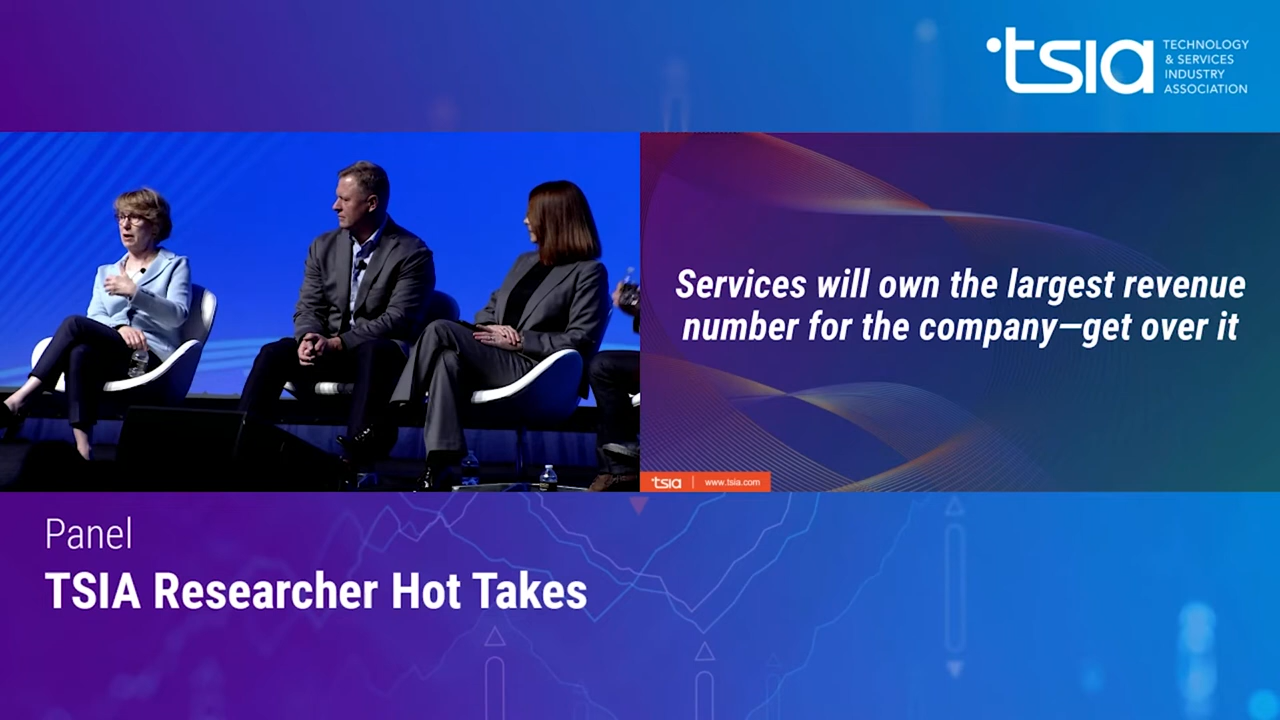 tsia
TECHNOLOGY
& SERVICES
INDUSTRY
ASSOCIATION
Services will own the largest revenue
number for the company—get over it
tsia | www.tsia.com
Panel
TSIA Researcher Hot Takes